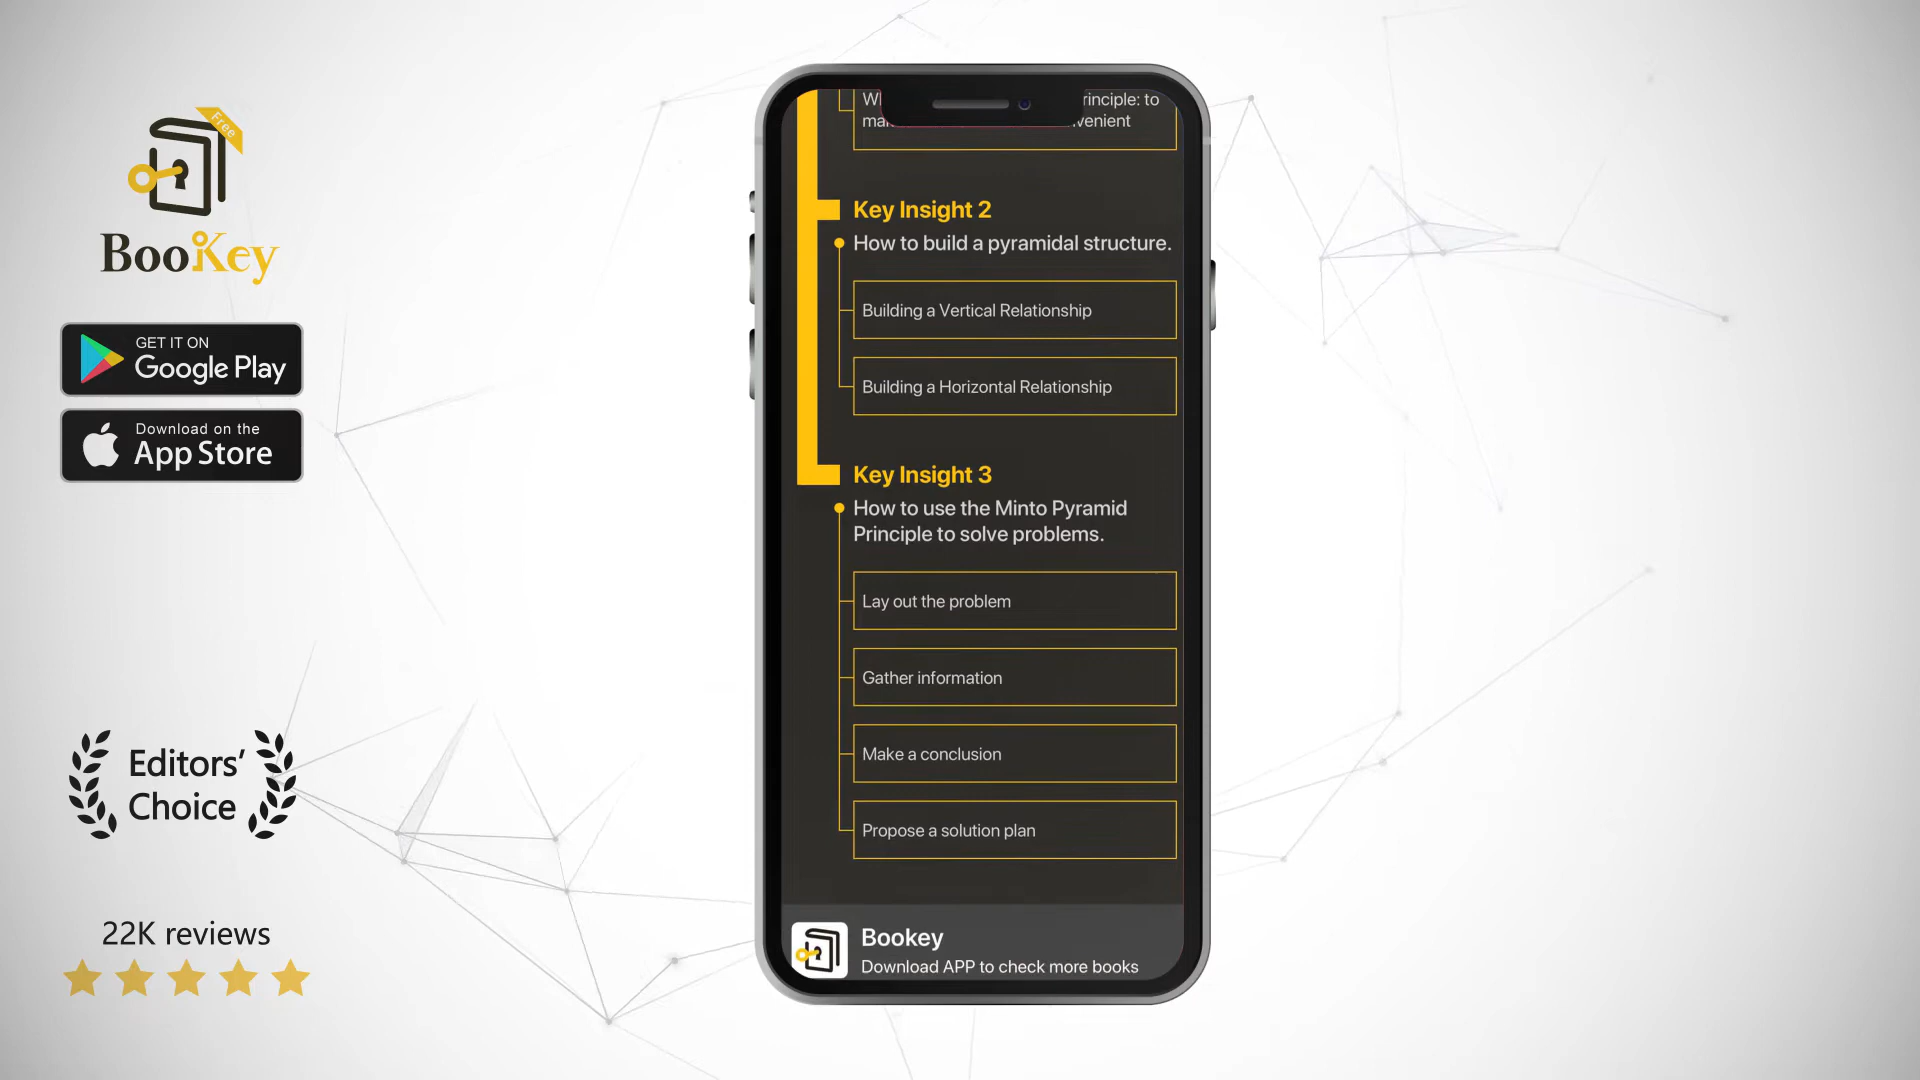 Free
BooKey
GET IT ON
Google Play
Download on the
App Store
Editors'
Choice
22K reviews
rinciple: to
venient
Key Insight 2
How to build a pyramidal structure.
Building a Vertical Relationship
Building a Horizontal Relationship
Key Insight 3
How to use the Minto Pyramid
Principle to solve problems.
Lay out the problem
Gather information
Make a conclusion
Propose a solution plan
Bookey
Download APP to check more books